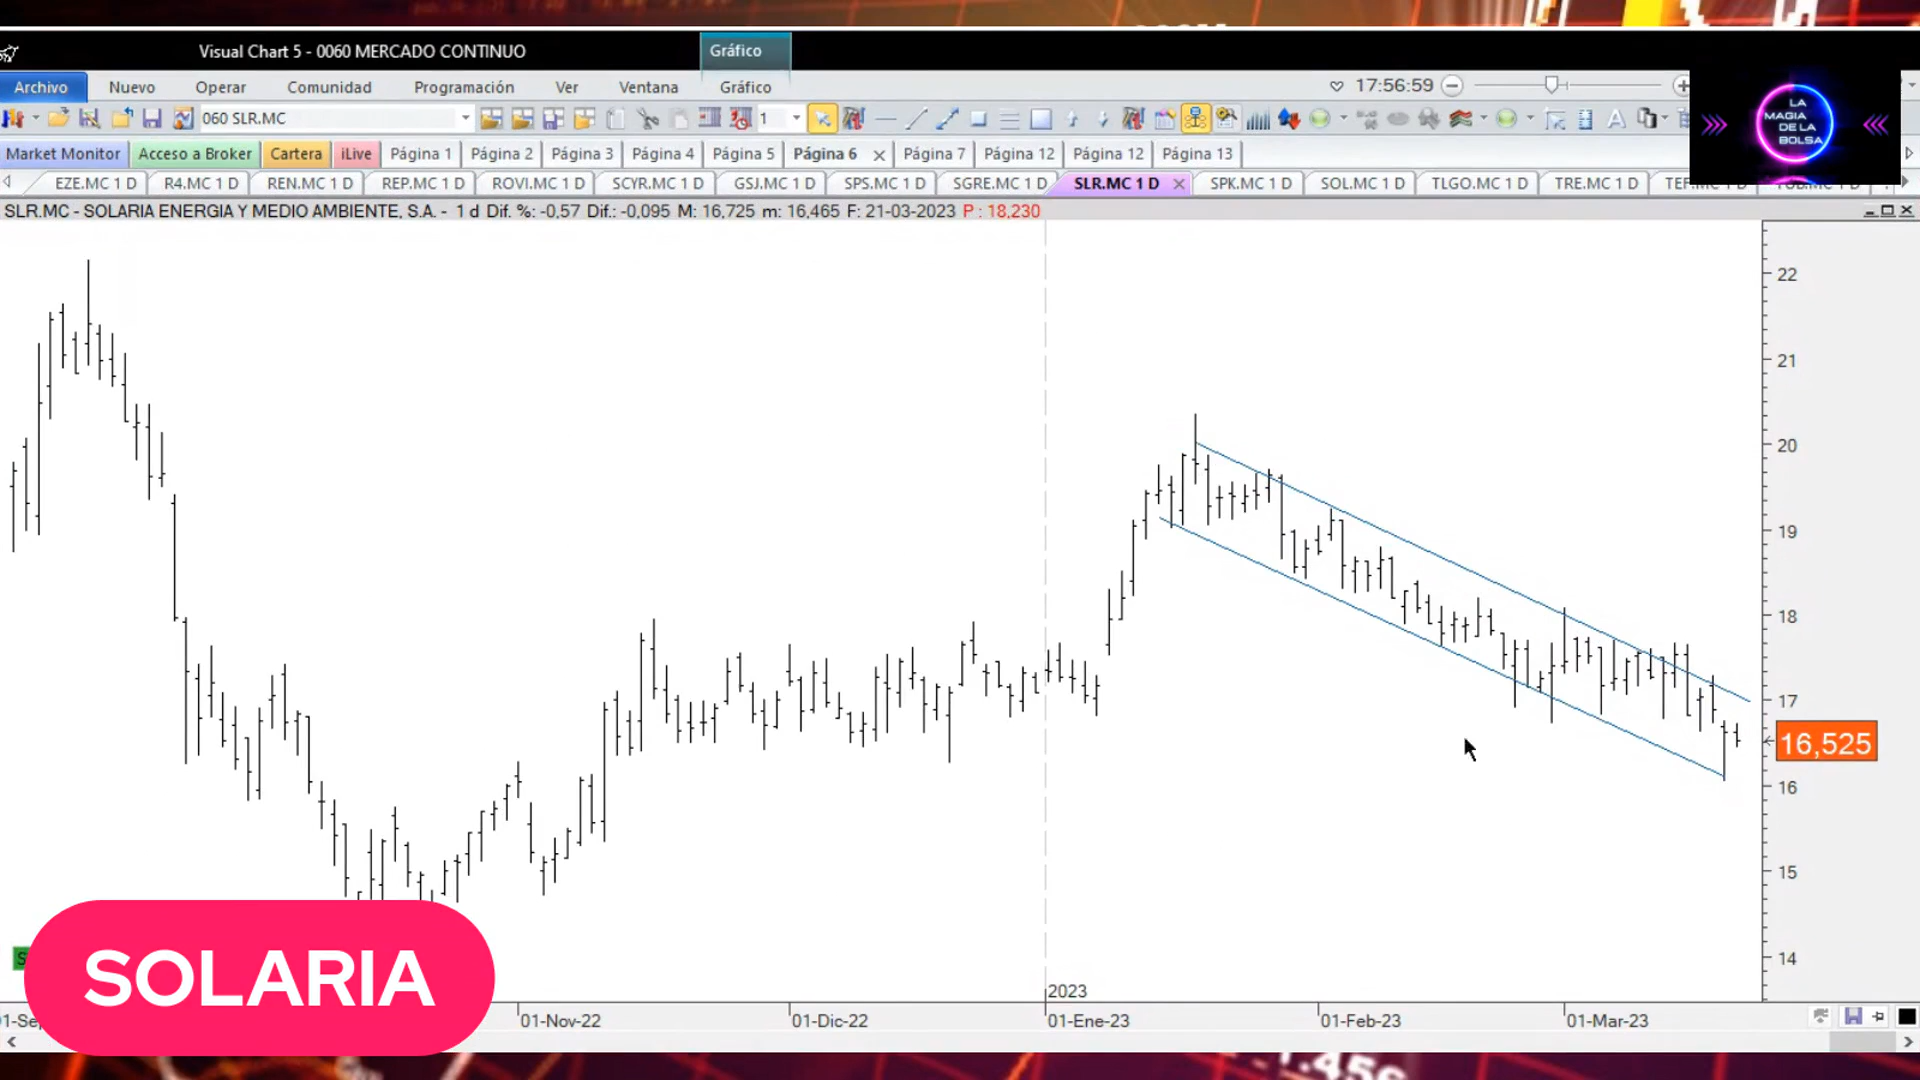 Visual Chart 5 - 0060 MERCADO CONTINUO
Gráfico
Archivo Nuevo Operar Comunidad Programación Ver Ventana Gráfico 17:56:59
060 SLR.MC 1
LA
MAGIA
DE LA
BOLSA
Market Monitor Acceso a Broker Cartera iLive Página 1 Página 2 Página 3 Página 4 Página 5 Página 6 Página 7 Página 12 Página 12 Página 13
EZE.MC 1 D R4.MC 1 D REN.MC 1 D REP.MC 1 D ROVI.MC 1 D SCYR.MC 1 D GSJ.MC 1 D SPS.MC 1 D SGRE.MC 1 D SLR.MC 1 D SPK.MC 1 D SOL.MC 1 D TLGO.MC 1 D TRE.MC 1 D
SLR.MC - SOLARIA ENERGIA Y MEDIO AMBIENTE, S.A. - 1 d Dif. %: -0,57 Dif.: -0,095 M: 16,725 m: 16,465 F: 21-03-2023 P : 18,230
22
21
20
19
18
17
16,525
16
15
14
SOLARIA
2023
01-Nov-22 01-Dic-22 01-Ene-23 01-Feb-23 01-Mar-23